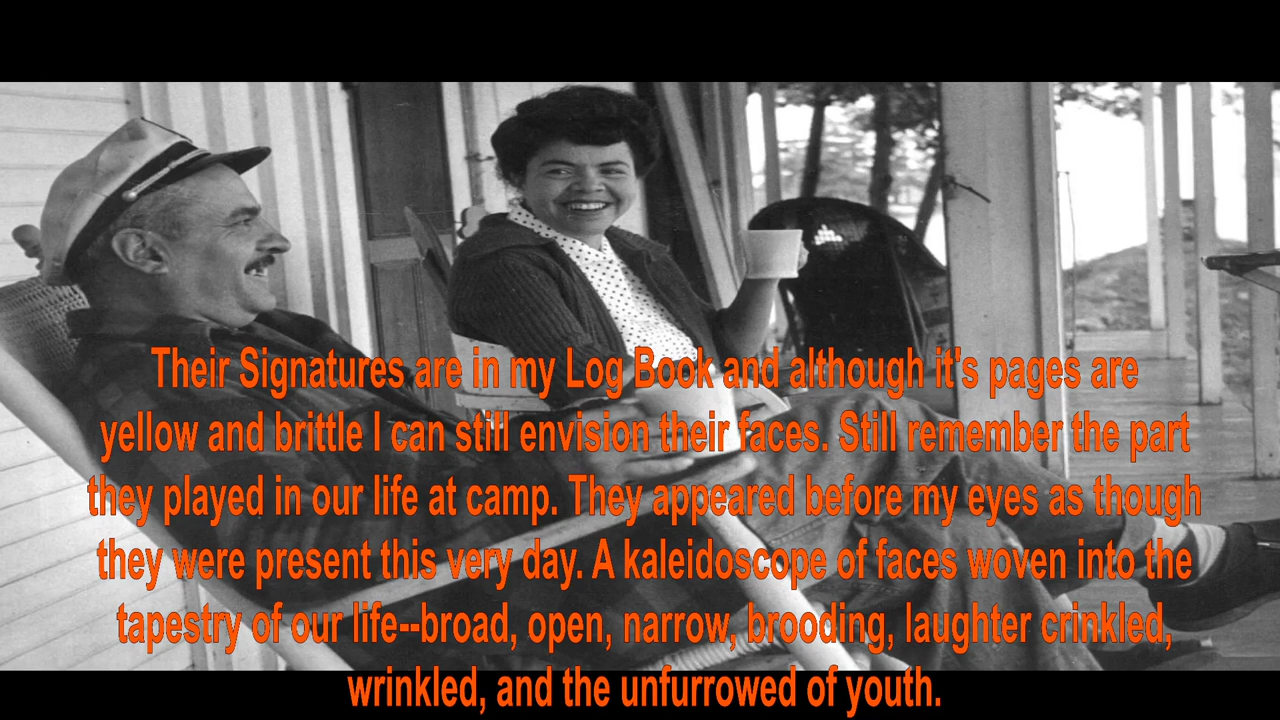 Their Signatures are in my Log Book and although it's pages are
yellow and brittle I can still envision their faces. Still remember the part
they played in our life at camp. They appeared before my eyes as though
they were present this very day. A kaleidoscope of faces woven into the
tapestry of our life--broad, open, narrow, brooding, laughter crinkled,
wrinkled, and the unfurrowed of youth.